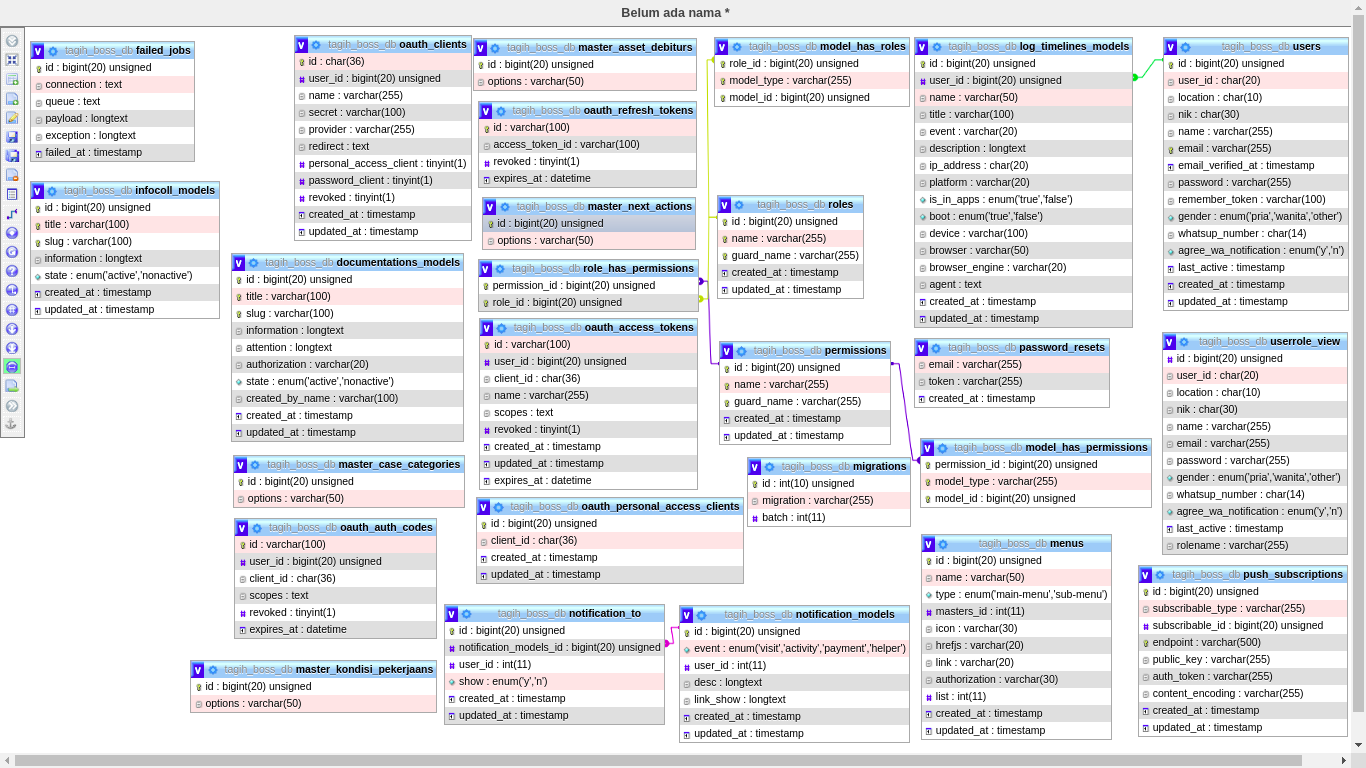 Belum ada nama *
tagih_boss_db failed_jobs
id : bigint(20) unsigned
connection : text
queue : text
payload : longtext
exception : longtext
failed_at : timestamp
tagih_boss_db infocoll_models
id : bigint(20) unsigned
title : varchar(100)
slug : varchar(100)
information : longtext
state : enum('active','nonactive')
created_at : timestamp
updated_at : timestamp
tagih_boss_db oauth_clients
id : char(36)
user_id : bigint(20) unsigned
name : varchar(255)
secret : varchar(100)
provider : varchar(255)
redirect : text
personal_access_client : tinyint(1)
password_client : tinyint(1)
revoked : tinyint(1)
created_at : timestamp
updated_at : timestamp
tagih_boss_db documentations_models
id : bigint(20) unsigned
title : varchar(100)
slug : varchar(100)
information : longtext
attention : longtext
authorization : varchar(20)
state : enum('active','nonactive')
created_by_name : varchar(100)
created_at : timestamp
updated_at : timestamp
tagih_boss_db master_case_categories
id : bigint(20) unsigned
options : varchar(50)
tagih_boss_db oauth_auth_codes
id : varchar(100)
user_id : bigint(20) unsigned
client_id : char(36)
scopes : text
revoked : tinyint(1)
expires_at : datetime
tagih_boss_db master_kondisi_pekerjaans
id : bigint(20) unsigned
options : varchar(50)
tagih_boss_db master_asset_debiturs
id : bigint(20) unsigned
options : varchar(50)
tagih_boss_db oauth_refresh_tokens
id : varchar(100)
access_token_id : varchar(100)
revoked : tinyint(1)
expires_at : datetime
tagih_boss_db master_next_actions
id : bigint(20) unsigned
options : varchar(50)
tagih_boss_db role_has_permissions
permission_id : bigint(20) unsigned
role_id : bigint(20) unsigned
tagih_boss_db oauth_access_tokens
id : varchar(100)
user_id : bigint(20) unsigned
client_id : char(36)
name : varchar(255)
scopes : text
revoked : tinyint(1)
created_at : timestamp
updated_at : timestamp
expires_at : datetime
tagih_boss_db oauth_personal_access_clients
id : bigint(20) unsigned
client_id : char(36)
created_at : timestamp
updated_at : timestamp
tagih_boss_db notification_to
id : bigint(20) unsigned
notification_models_id : bigint(20) unsigned
user_id : int(11)
show : enum('y','n')
created_at : timestamp
updated_at : timestamp
tagih_boss_db model_has_roles
role_id : bigint(20) unsigned
model_type : varchar(255)
model_id : bigint(20) unsigned
tagih_boss_db roles
id : bigint(20) unsigned
name : varchar(255)
guard_name : varchar(255)
created_at : timestamp
updated_at : timestamp
tagih_boss_db permissions
id : bigint(20) unsigned
name : varchar(255)
guard_name : varchar(255)
created_at : timestamp
updated_at : timestamp
tagih_boss_db migrations
id : int(10) unsigned
migration : varchar(255)
batch : int(11)
tagih_boss_db notification_models
id : bigint(20) unsigned
event : enum('visit','activity','payment','helper')
user_id : int(11)
desc : longtext
link_show : longtext
created_at : timestamp
updated_at : timestamp
tagih_boss_db log_timelines_models
id : bigint(20) unsigned
user_id : bigint(20) unsigned
name : varchar(50)
title : varchar(100)
event : varchar(20)
description : longtext
ip_address : char(20)
platform : varchar(20)
is_in_apps : enum('true','false')
boot : enum('true','false')
device : varchar(100)
browser : varchar(50)
browser_engine : varchar(20)
agent : text
created_at : timestamp
updated_at : timestamp
tagih_boss_db password_resets
email : varchar(255)
token : varchar(255)
created_at : timestamp
tagih_boss_db model_has_permissions
permission_id : bigint(20) unsigned
model_type : varchar(255)
model_id : bigint(20) unsigned
tagih_boss_db menus
id : bigint(20) unsigned
name : varchar(50)
type : enum('main-menu','sub-menu')
masters_id : int(11)
icon : varchar(30)
hrefjs : varchar(20)
link : varchar(20)
authorization : varchar(30)
list : int(11)
created_at : timestamp
updated_at : timestamp
tagih_boss_db users
id : bigint(20) unsigned
user_id : char(20)
location : char(10)
nik : char(30)
name : varchar(255)
email : varchar(255)
email_verified_at : timestamp
password : varchar(255)
remember_token : varchar(100)
gender : enum('pria','wanita','other')
whatsup_number : char(14)
agree_wa_notification : enum('y','n')
last_active : timestamp
created_at : timestamp
updated_at : timestamp
tagih_boss_db userrole_view
id : bigint(20) unsigned
user_id : char(20)
location : char(10)
nik : char(30)
name : varchar(255)
email : varchar(255)
password : varchar(255)
gender : enum('pria','wanita','other')
whatsup_number : char(14)
agree_wa_notification : enum('y','n')
last_active : timestamp
rolename : varchar(255)
tagih_boss_db push_subscriptions
id : bigint(20) unsigned
subscribable_type : varchar(255)
subscribable_id : bigint(20) unsigned
endpoint : varchar(500)
public_key : varchar(255)
auth_token : varchar(255)
content_encoding : varchar(255)
created_at : timestamp
updated_at : timestamp